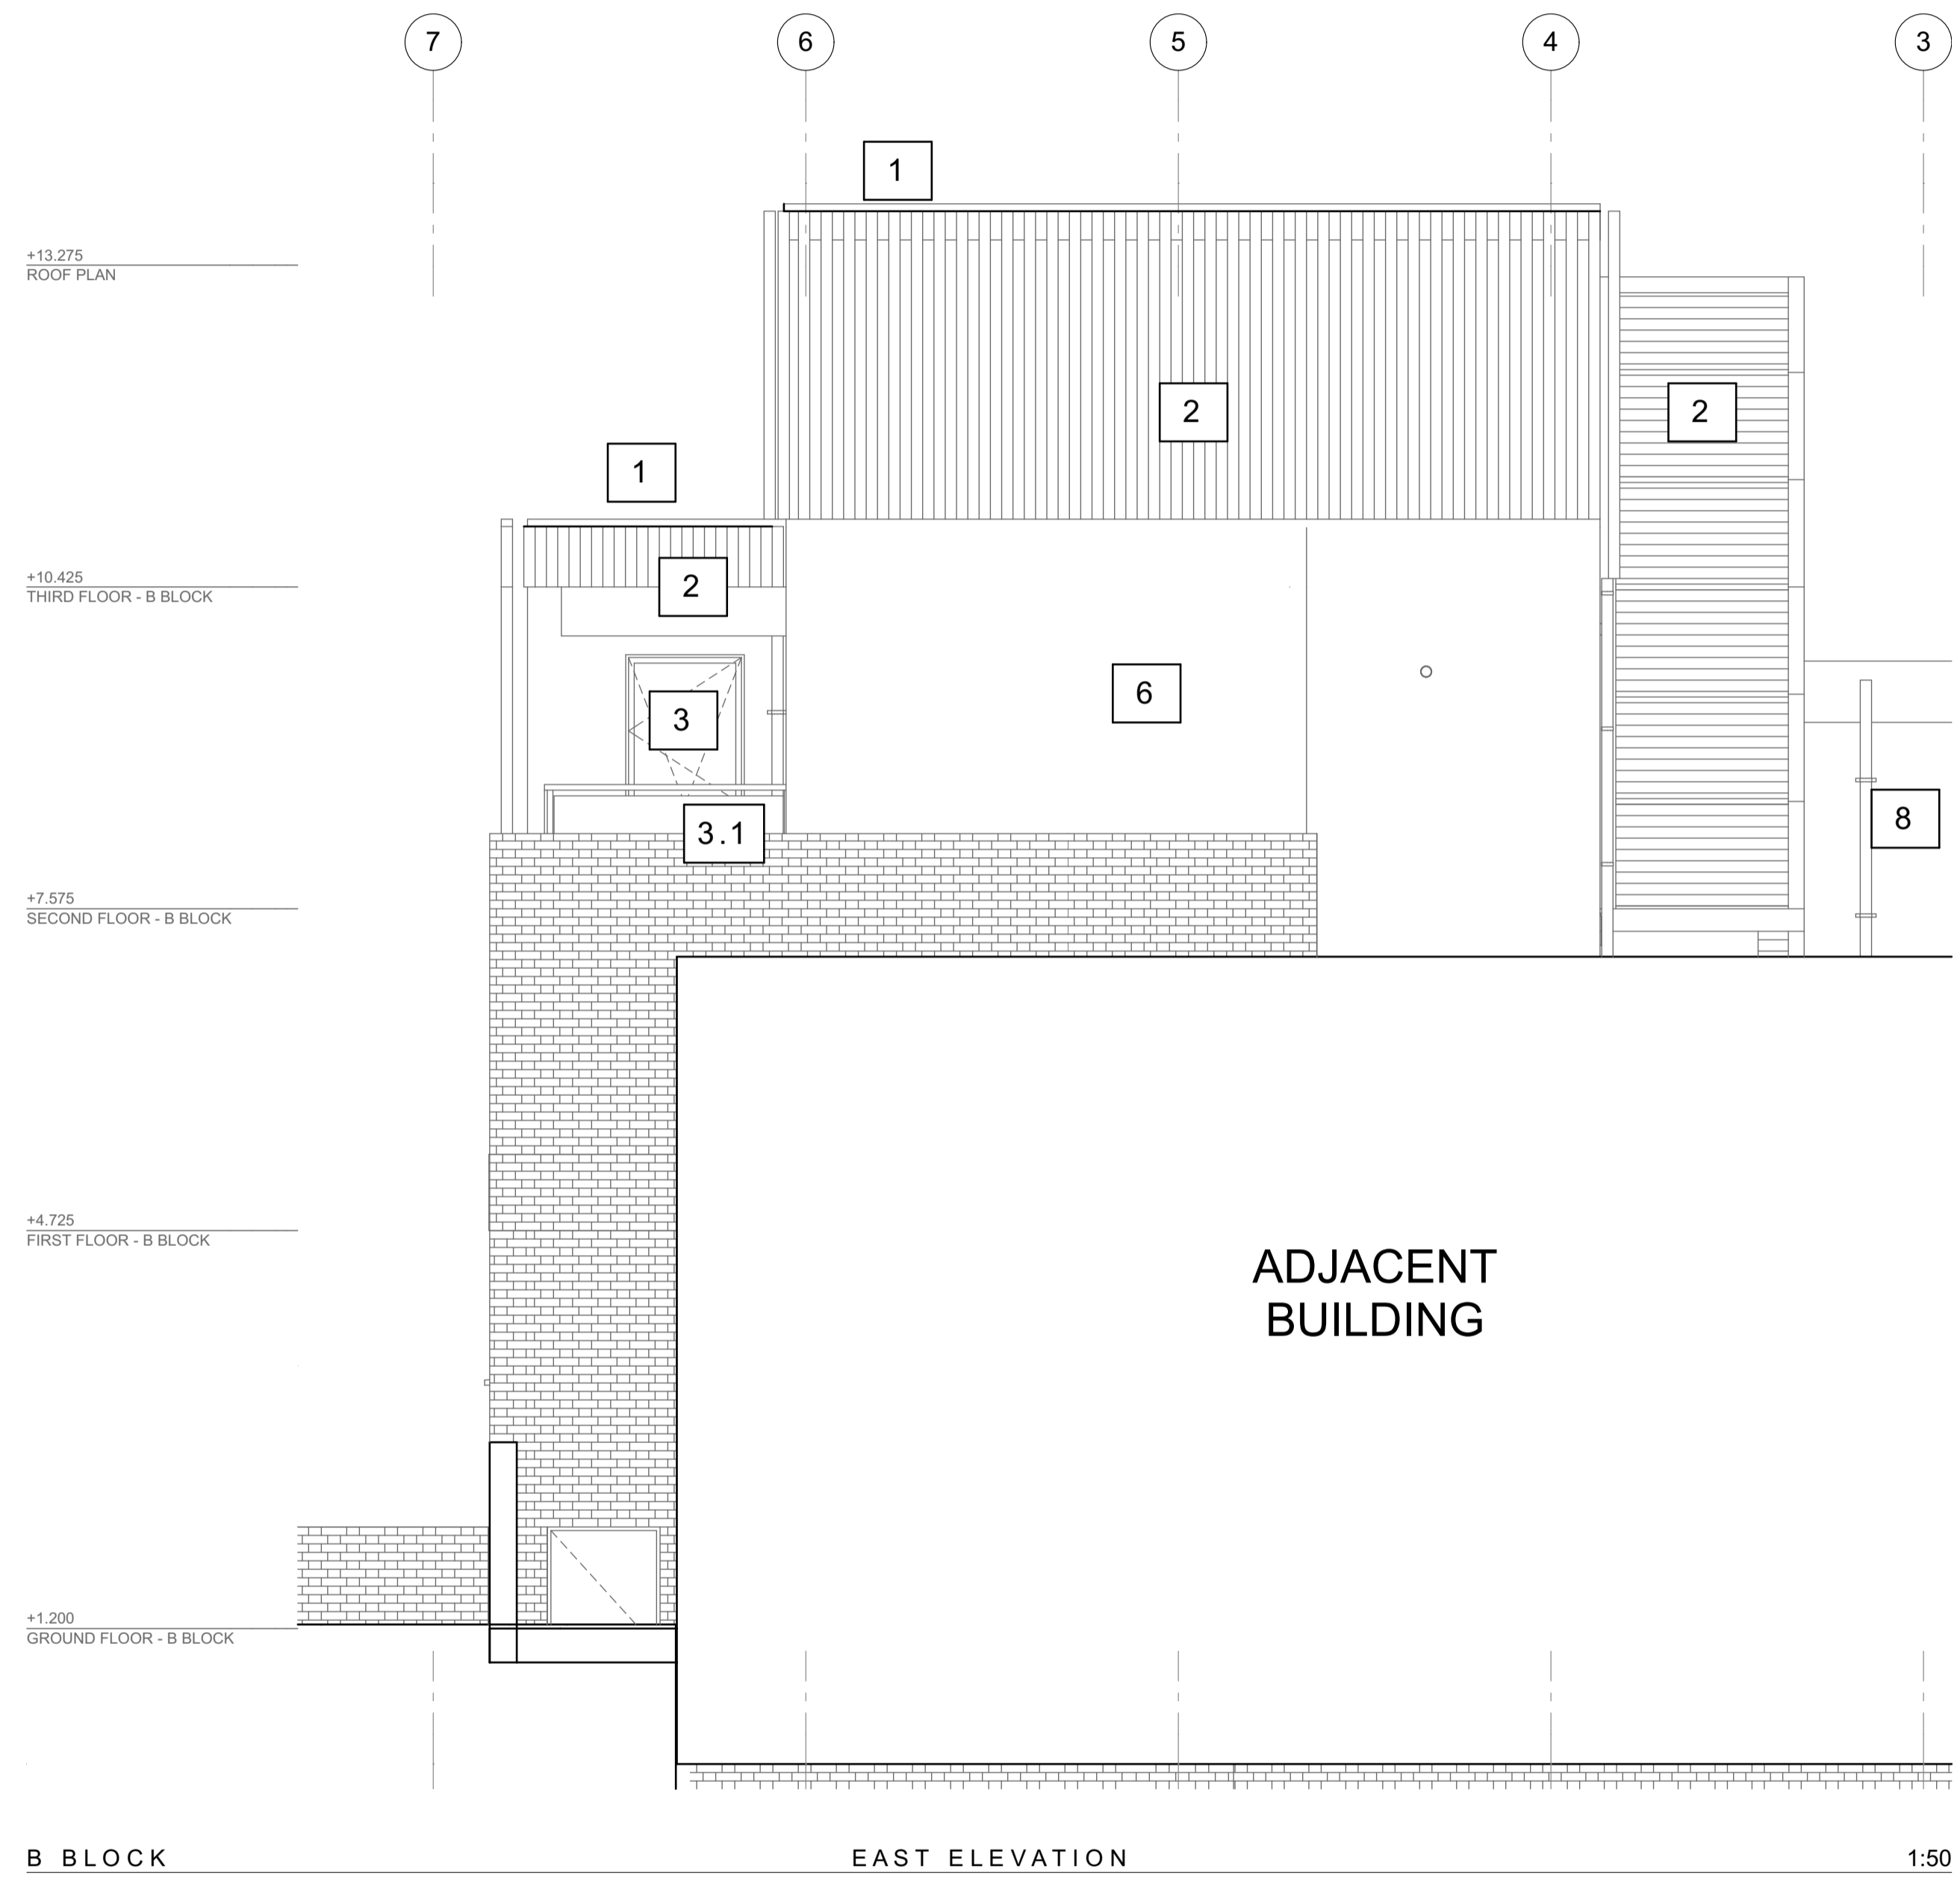 7 6 5 4 3
1
+13.275
ROOF PLAN
2 2
1
+10.425
THIRD FLOOR - B BLOCK
2
6
3
8
3.1
+7.575
SECOND FLOOR - B BLOCK
+4.725
FIRST FLOOR - B BLOCK
ADJACENT
BUILDING
+1.200
GROUND FLOOR - B BLOCK
B BLOCK EAST ELEVATION 1:50